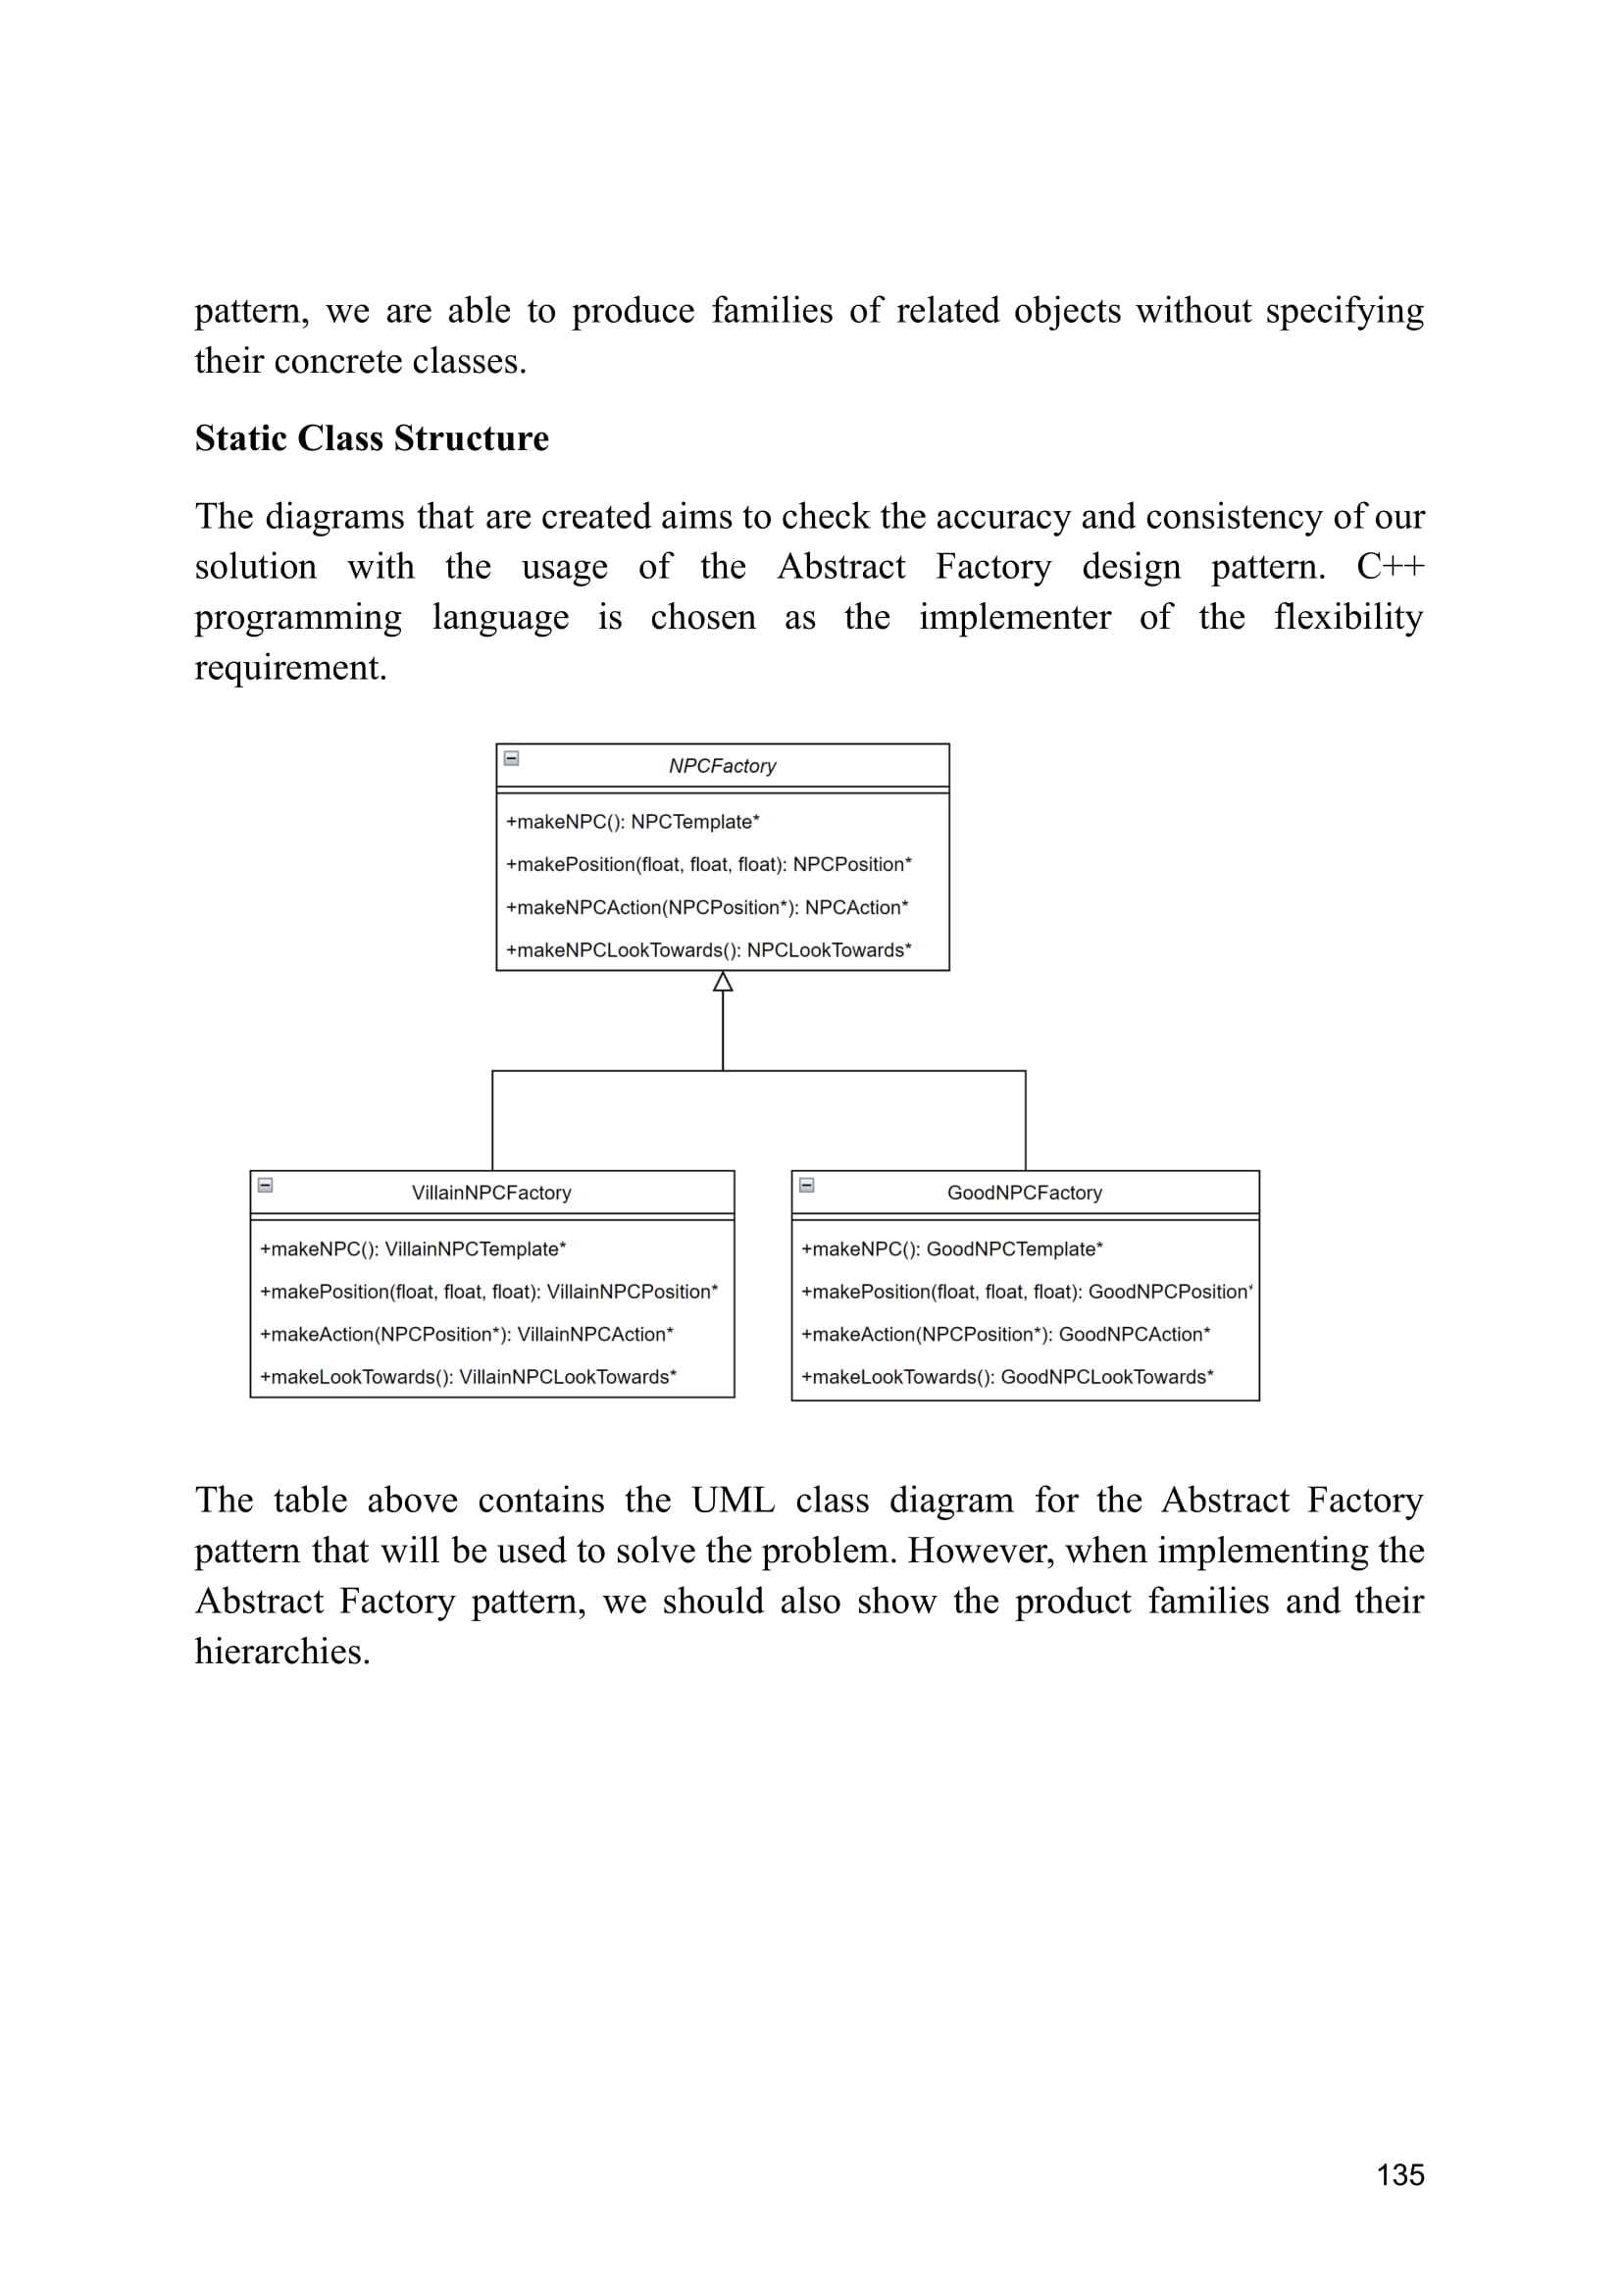 pattern, we are able to produce families of related objects without specifying
their concrete classes.
Static Class Structure
The diagrams that are created aims to check the accuracy and consistency of our
solution with the usage of the Abstract Factory design pattern. C++
programming language is chosen as the implementer of the flexibility
requirement.
NPCFactory
+makeNPC(): NPCTemplate*
+makePosition(float, float, float): NPCPosition*
+makeNPCAction(NPCPosition*): NPCAction*
+makeNPCLookTowards(): NPCLookTowards*
VillainNPCFactory
+makeNPC(): VillainNPCTemplate*
+makePosition(float, float, float): VillainNPCPosition*
+makeAction(NPCPosition*): VillainNPCAction*
+makeLookTowards(): VillainNPCLookTowards*
GoodNPCFactory
+makeNPC(): GoodNPCTemplate*
+makePosition(float, float, float): GoodNPCPosition*
+makeAction(NPCPosition*): GoodNPCAction*
+makeLookTowards(): GoodNPCLookTowards*
The table above contains the UML class diagram for the Abstract Factory
pattern that will be used to solve the problem. However, when implementing the
Abstract Factory pattern, we should also show the product families and their
hierarchies.
135